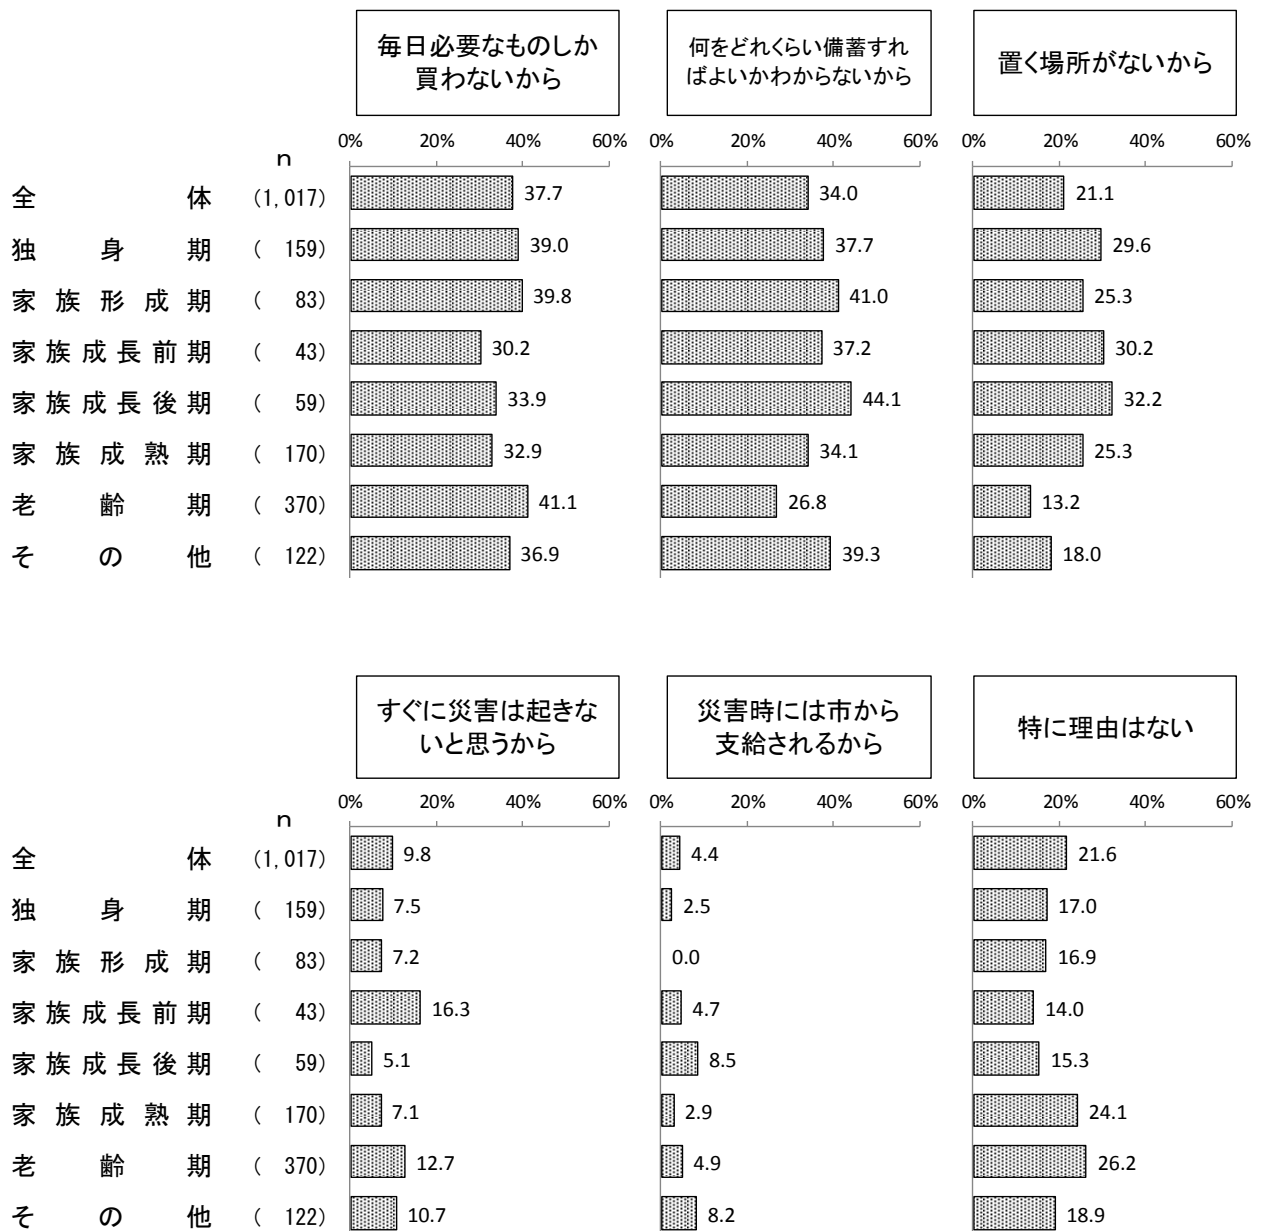 毎日必要なものしか
買わないから
何をどれくらい備蓄すれ
ばよいかわからないから
置く場所がないから
0% 20% 40% 60% 0% 20% 40% 60% 0% 20% 40% 60%
n
全体 (1,017) 37.7 34.0 21.1
独身期 ( 159) 39.0 37.7 29.6
家族形成期 ( 83) 39.8 41.0 25.3
家族成長前期 ( 43) 30.2 37.2 30.2
家族成長後期 ( 59) 33.9 44.1 32.2
家族成熟期 ( 170) 32.9 34.1 25.3
老齢期 ( 370) 41.1 26.8 13.2
その他 ( 122) 36.9 39.3 18.0
すぐに災害は起きな
いと思うから
災害時には市から
支給されるから
特に理由はない
0% 20% 40% 60% 0% 20% 40% 60% 0% 20% 40% 60%
n
全体 (1,017) 9.8 4.4 21.6
独身期 ( 159) 7.5 2.5 17.0
家族形成期 ( 83) 7.2 0.0 16.9
家族成長前期 ( 43) 16.3 4.7 14.0
家族成長後期 ( 59) 5.1 8.5 15.3
家族成熟期 ( 170) 7.1 2.9 24.1
老齢期 ( 370) 12.7 4.9 26.2
その他 ( 122) 10.7 8.2 18.9